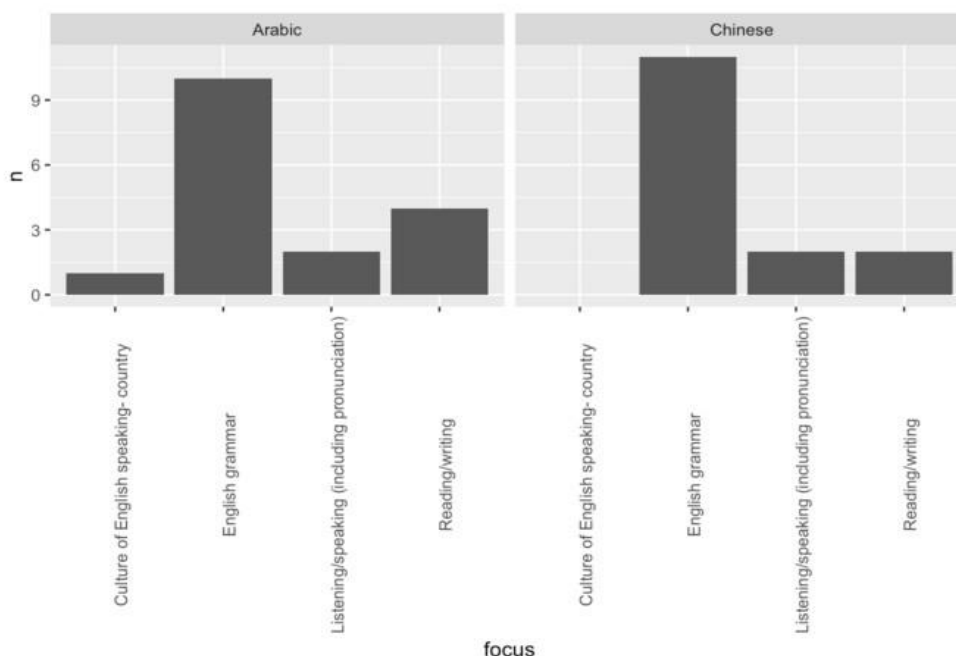 Arabic
Chinese
n
9
6
3
0
Culture of English speaking- country
English grammar
Listening/speaking (including pronunciation)
Reading/writing
Culture of English speaking- country
English grammar
Listening/speaking (including pronunciation)
Reading/writing
focus